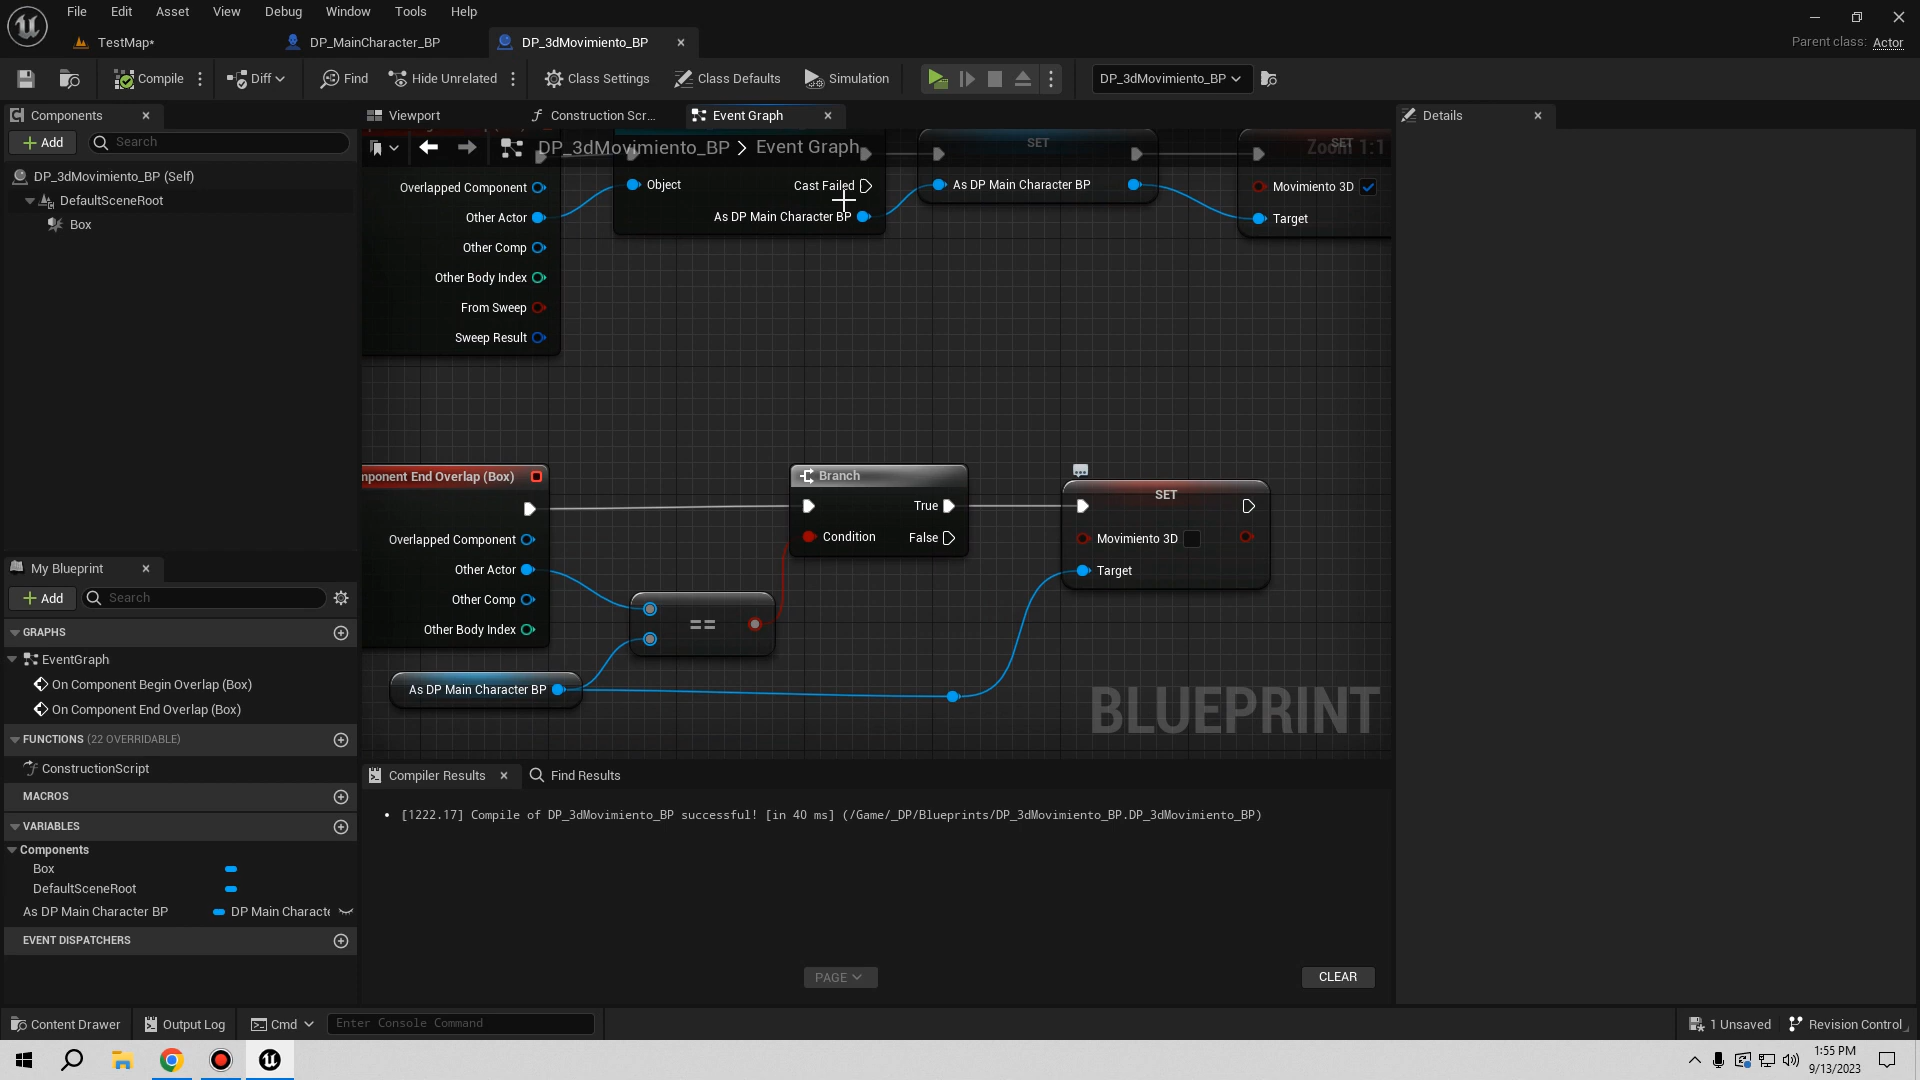 File Edit Asset View Debug Window Tools Help
TestMap* DP_MainCharacter_BP DP_3dMovimiento_BP
Parent class: Actor
Compile Diff Find Hide Unrelated Class Settings Class Defaults Simulation DP_3dMovimiento_BP
Components
Add Search
DP_3dMovimiento_BP (Self)
DefaultSceneRoot
Box
Viewport Construction Scr... Event Graph
DP_3dMovimiento_BP > Event Graph
Zoom 1:1
Overlapped Component
Other Actor
Other Comp
Other Body Index
From Sweep
Sweep Result
Object
Cast Failed
As DP Main Character BP
SET
As DP Main Character BP
SET
Movimiento 3D
Target
mponent End Overlap (Box)
Overlapped Component
Other Actor
Other Comp
Other Body Index
As DP Main Character BP
==
Branch
True
Condition False
SET
Movimiento 3D
Target
BLUEPRINT
Details
My Blueprint
Add Search
GRAPHS
EventGraph
On Component Begin Overlap (Box)
On Component End Overlap (Box)
FUNCTIONS (22 OVERRIDABLE)
ConstructionScript
MACROS
VARIABLES
Components
Box
DefaultSceneRoot
As DP Main Character BP DP Main Characte
EVENT DISPATCHERS
Compiler Results Find Results
[1222.17] Compile of DP_3dMovimiento_BP successful! [in 40 ms] (/Game/_DP/Blueprints/DP_3dMovimiento_BP.DP_3dMovimiento_BP)
PAGE CLEAR
Content Drawer Output Log Cmd Enter Console Command 1 Unsaved Revision Control
1:55 PM
9/13/2023